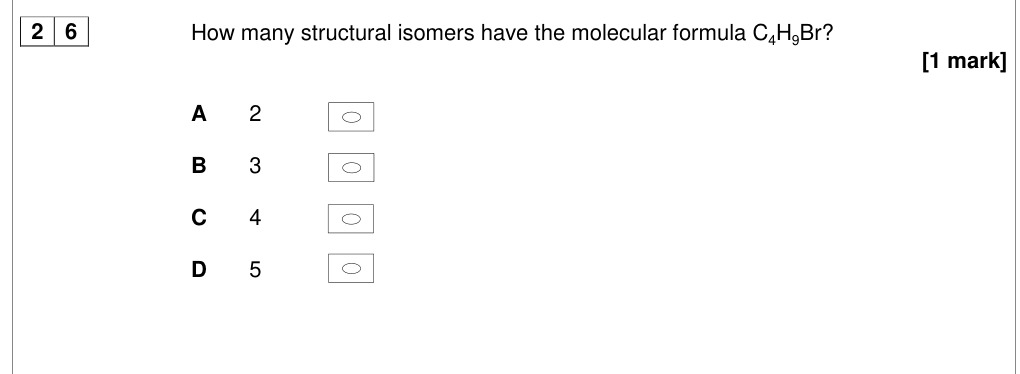 2 6 How many structural isomers have the molecular formula C₄H₉Br?
[1 mark]
A 2
B 3
C 4
D 5